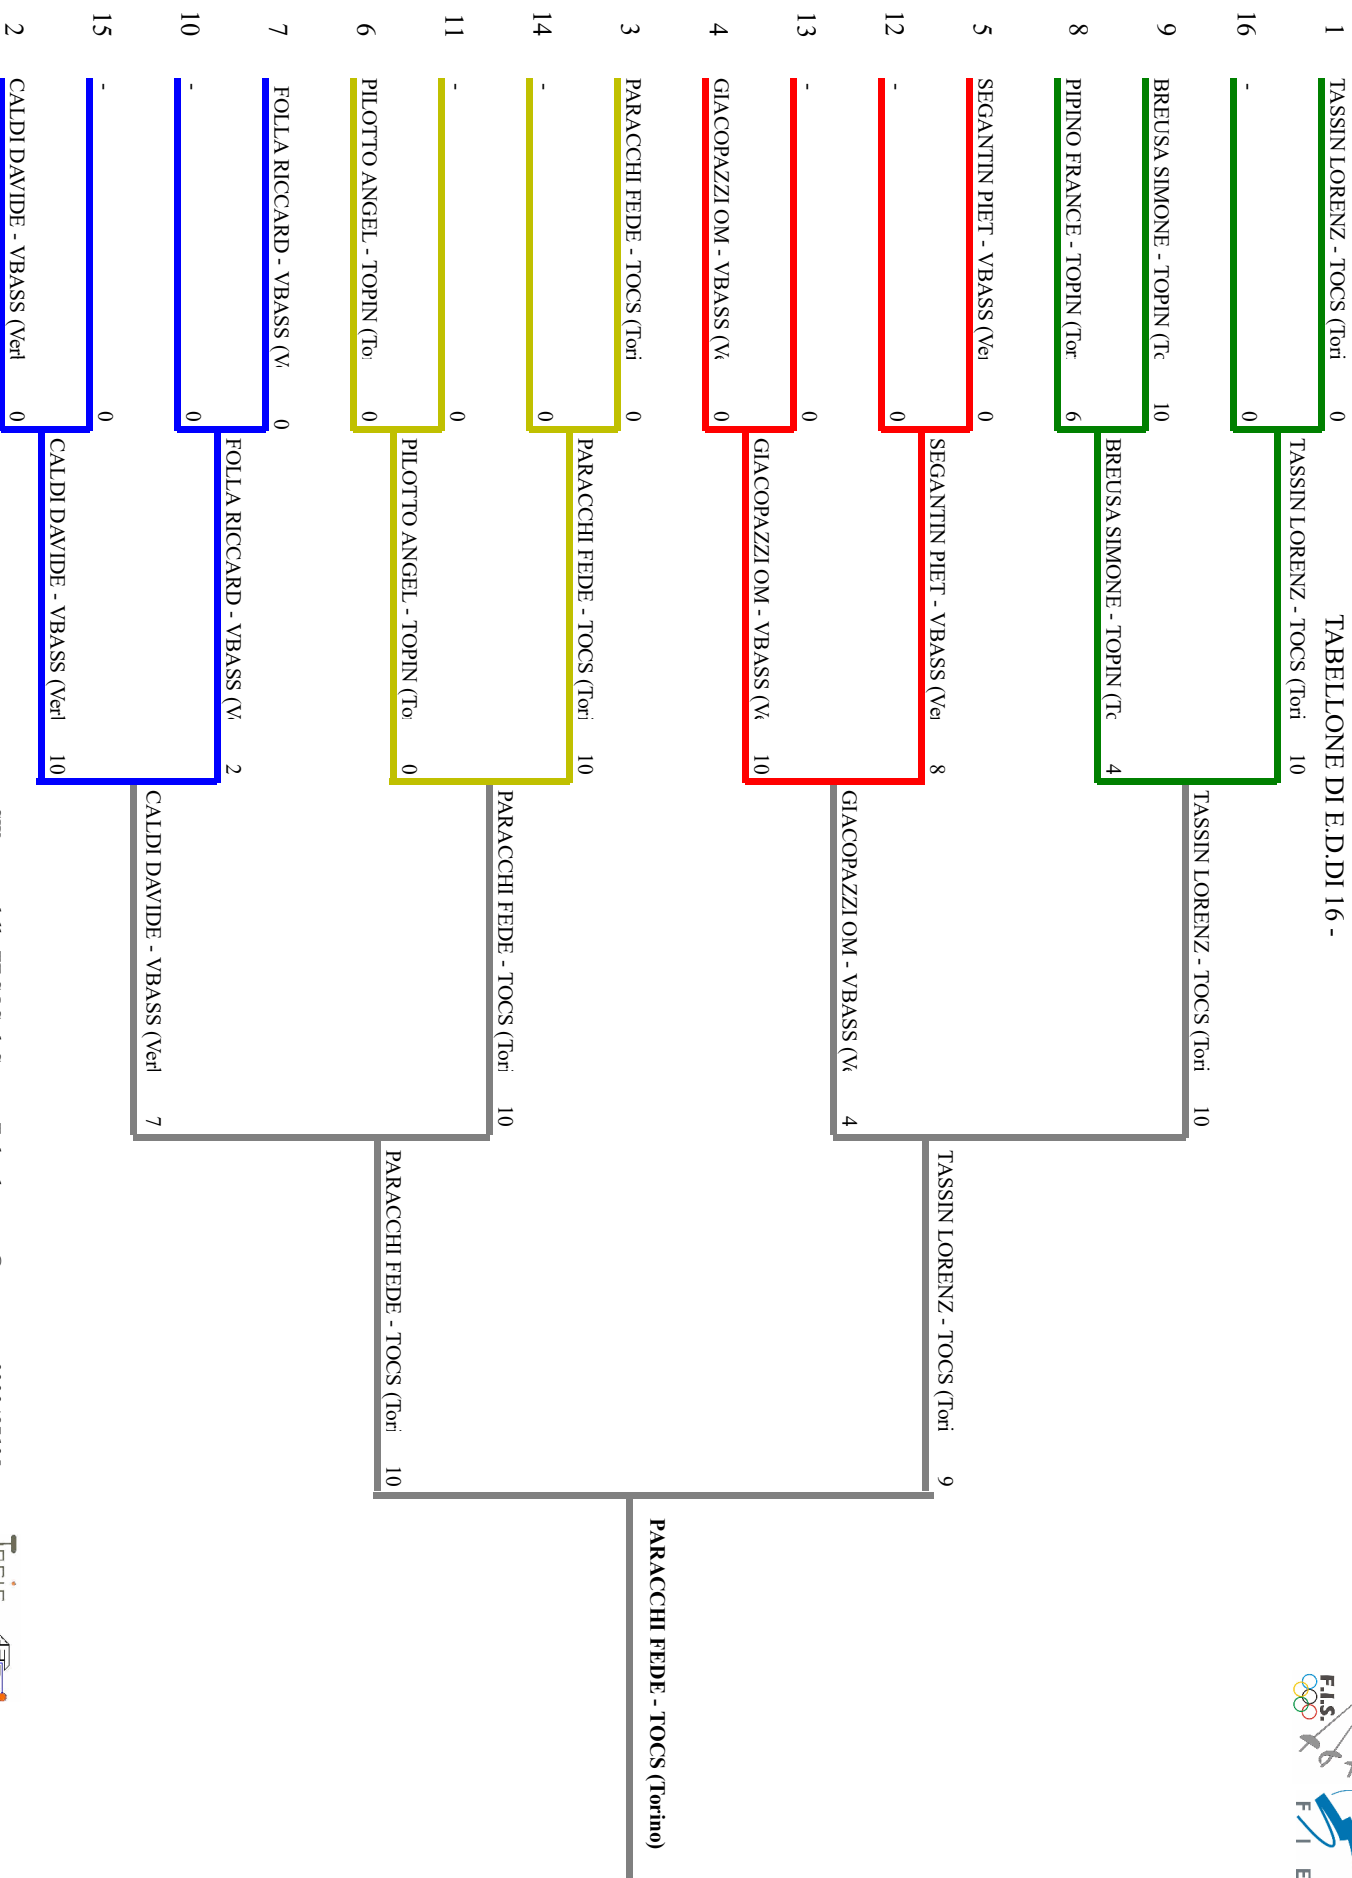 TABELLONE DI E.D.DI 16 -
1
TASSIN LORENZ - TOCS (Tori
0
16
-
0
9
BREUSA SIMONE - TOPIN (To
10
8
PIPINO FRANCE - TOPIN (Tor
6
5
SEGANTIN PIET - VBASS (Ve
0
12
-
0
13
-
0
4
GIACOPAZZI OM - VBASS (V
0
3
PARACCHI FEDE - TOCS (Tori
0
14
-
0
11
-
0
6
PILOTTO ANGEL - TOPIN (To
0
7
FOLLA RICCARD - VBASS (V
0
10
-
0
15
-
0
2
CALDI DAVIDE - VBASS (Ver
0
TASSIN LORENZ - TOCS (Tori
10
BREUSA SIMONE - TOPIN (To
4
SEGANTIN PIET - VBASS (Ve
8
GIACOPAZZI OM - VBASS (V
10
PARACCHI FEDE - TOCS (Tori
10
PILOTTO ANGEL - TOPIN (To
0
FOLLA RICCARD - VBASS (V
2
CALDI DAVIDE - VBASS (Ver
10
TASSIN LORENZ - TOCS (Tori
10
GIACOPAZZI OM - VBASS (V
4
PARACCHI FEDE - TOCS (Tori
10
CALDI DAVIDE - VBASS (Ver
7
TASSIN LORENZ - TOCS (Tori
9
PARACCHI FEDE - TOCS (Tori
10
PARACCHI FEDE - TOCS (Torino)
F.I.S.
F I E